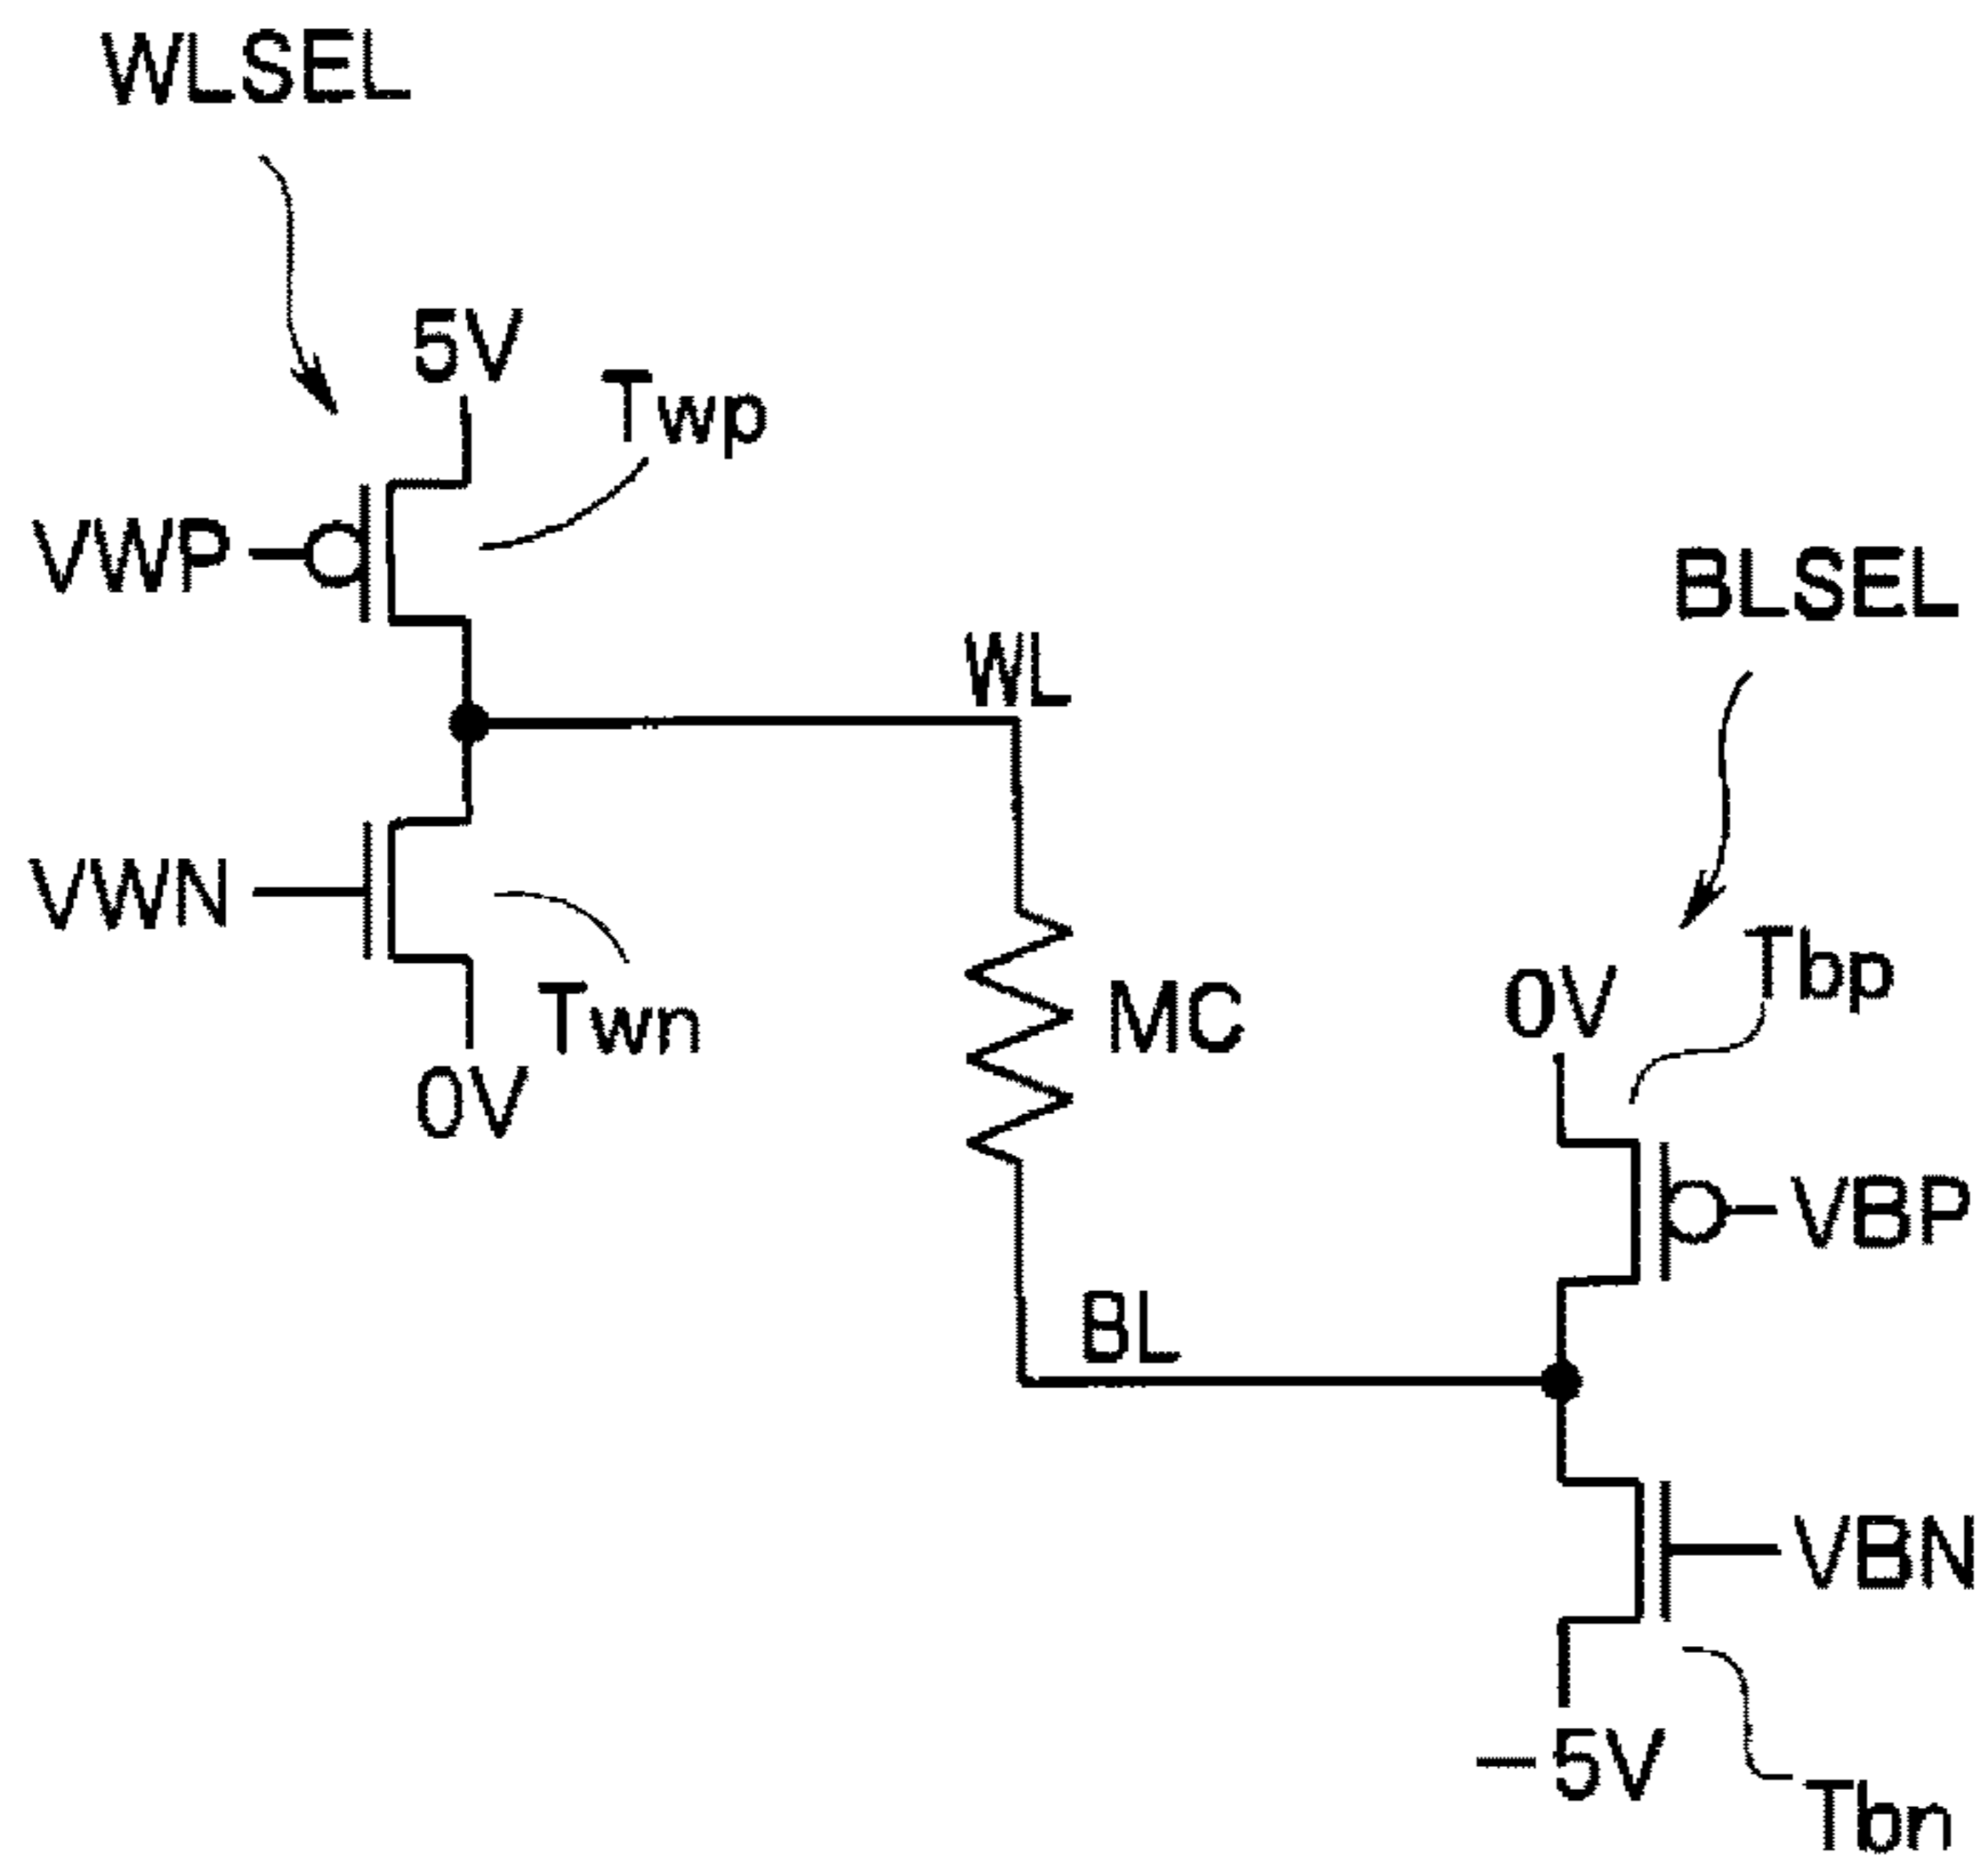 WLSEL
5V
Twp
VWP
BLSEL
WL
VWN
Twn
0V
MC
0V
Tbp
VBP
BL
VBN
-5V
Tbn